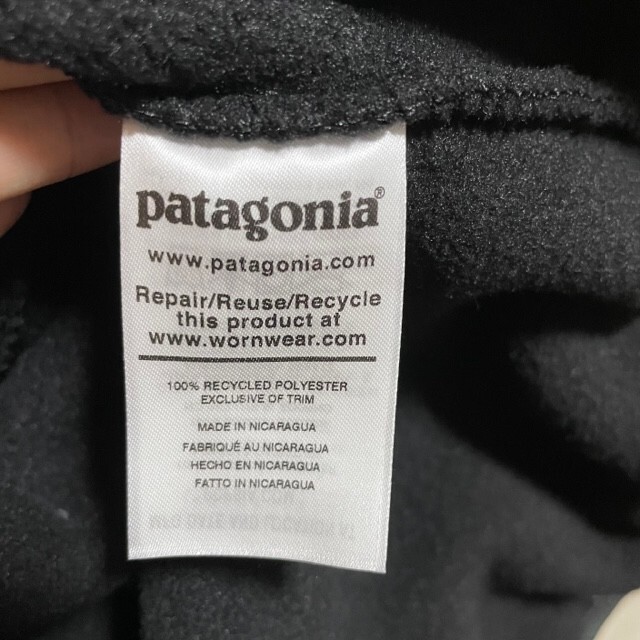 patagonia®
www.patagonia.com
Repair/Reuse/Recycle
this product at
www.wornwear.com
100% RECYCLED POLYESTER
EXCLUSIVE OF TRIM
MADE IN NICARAGUA
FABRIQUÉ AU NICARAGUA
HECHO EN NICARAGUA
FATTO IN NICARAGUA